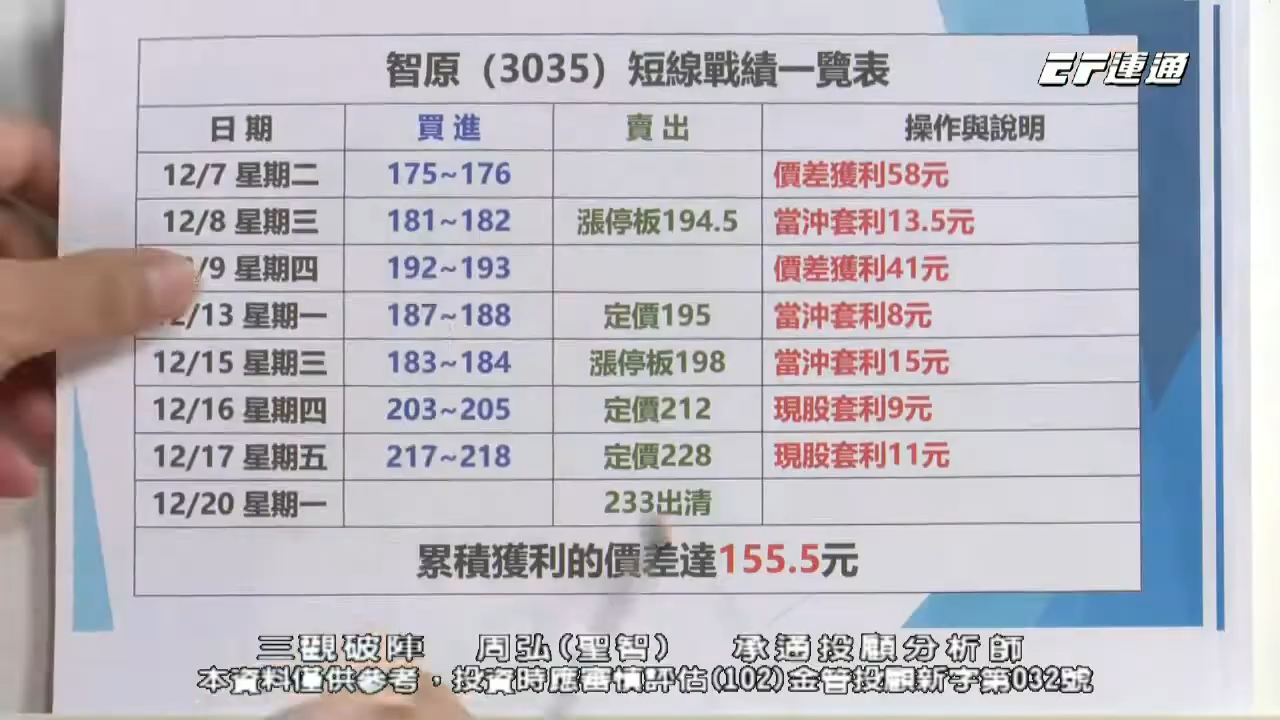 智原（3035）短線戰績一覽表
EF運通
日期 買進 賣出 操作與說明
12/7 星期二 175~176 價差獲利58元
12/8 星期三 181~182 漲停板194.5 當沖套利13.5元
/9 星期四 192~193 價差獲利41元
2/13 星期一 187~188 定價195 當沖套利8元
12/15 星期三 183~184 漲停板198 當沖套利15元
12/16 星期四 203~205 定價212 現股套利9元
12/17 星期五 217~218 定價228 現股套利11元
12/20 星期一 233出清
累積獲利的價差達155.5元
三觀破陣 周弘(聖智) 承通投顧分析師
本資料僅供參考，投資時應審慎評估(102)金管投顧新字第032號